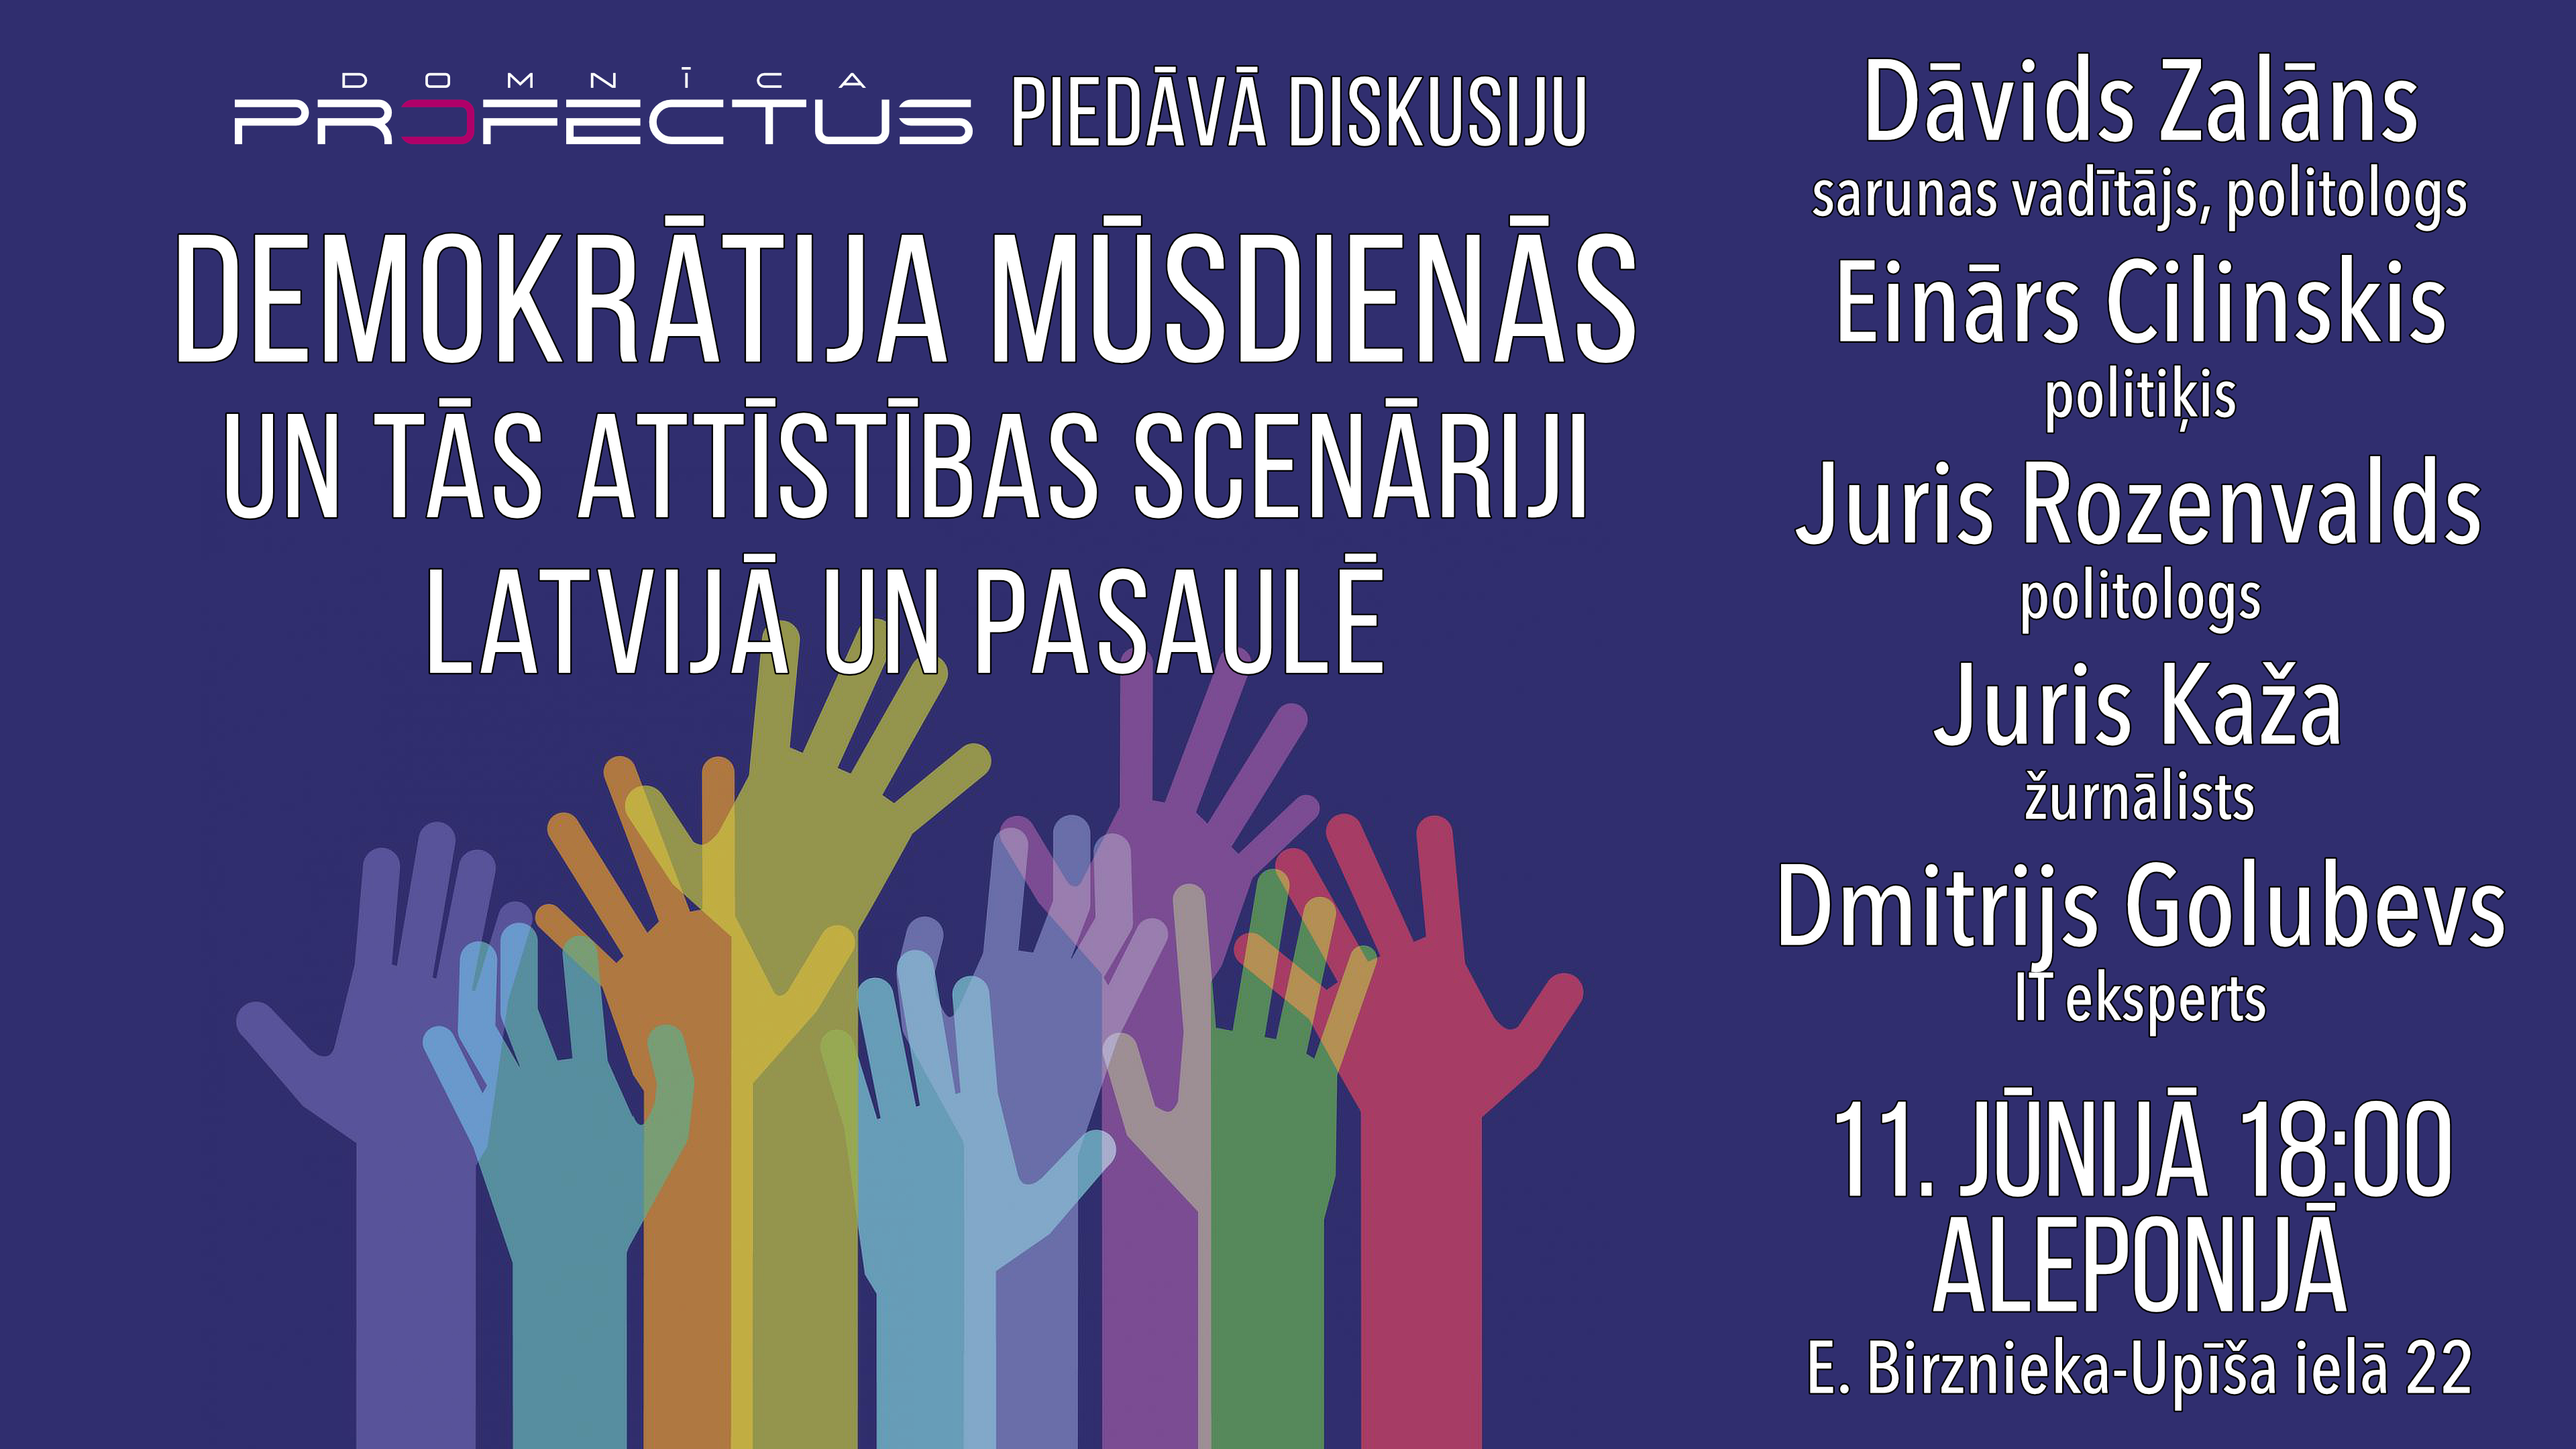 DOMNĪCA
PROFECTUS PIEDĀVĀ DISKUSIJU
DEMOKRĀTIJA MŪSDIENĀS
UN TĀS ATTĪSTĪBAS SCENĀRIJI
LATVIJĀ UN PASAULĒ
Dāvids Zalāns
sarunas vadītājs, politologs
Einārs Cilinskis
politiķis
Juris Rozenvalds
politologs
Juris Kaža
žurnālists
Dmitrijs Golubevs
IT eksperts
11. JŪNIJĀ 18:00
ALEPONIJĀ
E. Birznieka-Upīša ielā 22